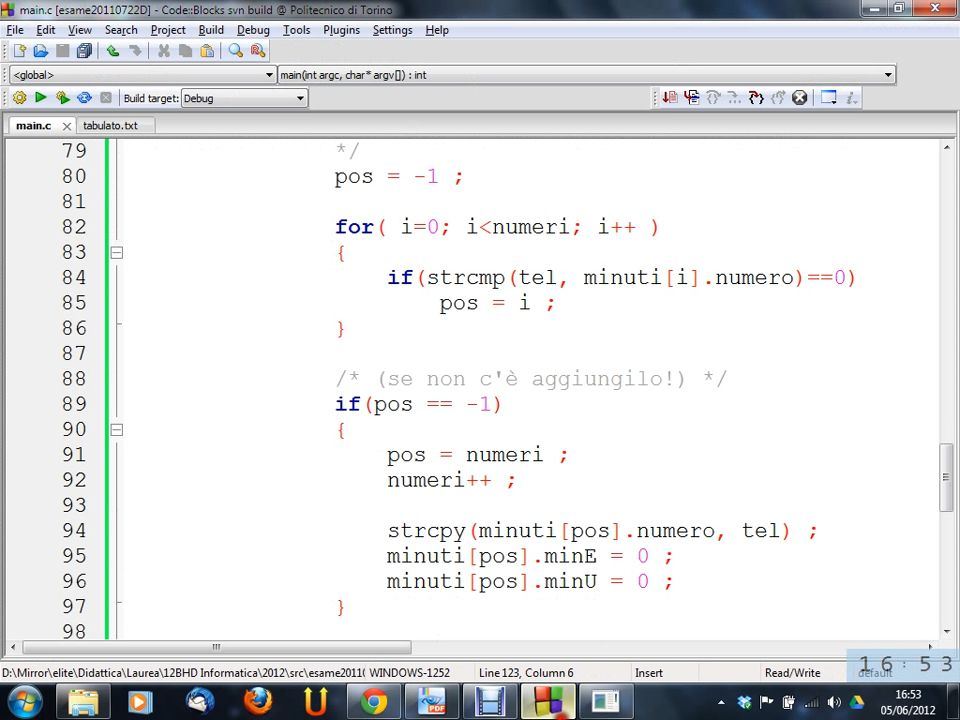 main.c [esame20110722D] - Code::Blocks svn build @ Politecnico di Torino
File Edit View Search Project Build Debug Tools Plugins Settings Help
<global> main(int argc, char* argv[]) : int
Build target: Debug
main.c tabulato.txt
79 */
80 pos = -1 ;
81
82 for( i=0; i<numeri; i++ )
83 {
84 if(strcmp(tel, minuti[i].numero)==0)
85 pos = i ;
86 }
87
88 /* (se non c'è aggiungilo!) */
89 if(pos == -1)
90 {
91 pos = numeri ;
92 numeri++ ;
93
94 strcpy(minuti[pos].numero, tel) ;
95 minuti[pos].minE = 0 ;
96 minuti[pos].minU = 0 ;
97 }
98
D:\Mirror\elite\Didattica\Laurea\12BHD Informatica\2012\src\esame2011( WINDOWS-1252 Line 123, Column 6 Insert Read/Write default
16:53
16:53
05/06/2012